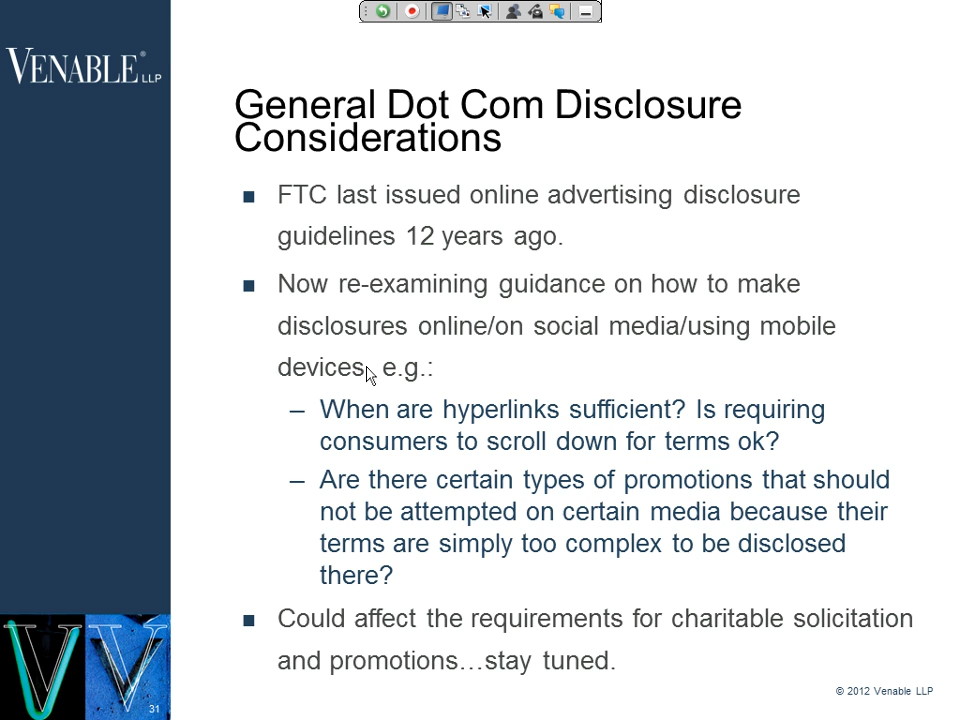 VENABLE® LLP
General Dot Com Disclosure
Considerations
■ FTC last issued online advertising disclosure
guidelines 12 years ago.
■ Now re-examining guidance on how to make
disclosures online/on social media/using mobile
devices, e.g.:
– When are hyperlinks sufficient? Is requiring
consumers to scroll down for terms ok?
– Are there certain types of promotions that should
not be attempted on certain media because their
terms are simply too complex to be disclosed
there?
■ Could affect the requirements for charitable solicitation
and promotions…stay tuned.
© 2012 Venable LLP
V V
31